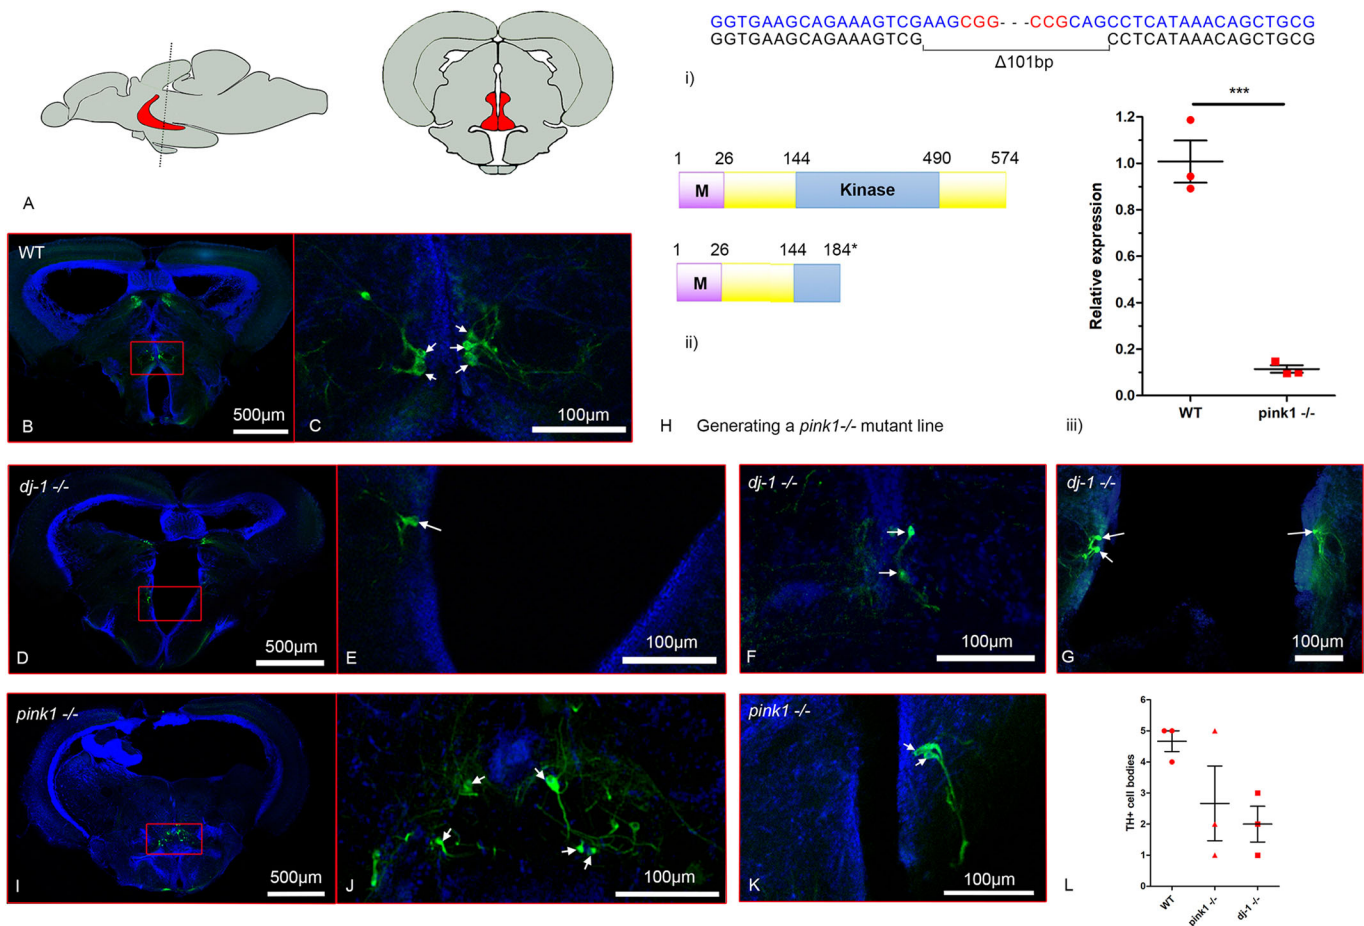 GGTGAAGCAGAAAGTCGAAGCGG- - -CCGCAGCCTCATAAACAGCTGCG
GGTGAAGCAGAAAGTCG CCTCATAAACAGCTGCG
Δ101bp
i)
A
1 26 144 490 574
M Kinase
1 26 144 184*
M
ii)
***
Relative expression
1.2
1.0
0.8
0.6
0.4
0.2
0.0
WT pink1 -/-
iii)
H Generating a pink1-/- mutant line
WT
B 500µm
C 100µm
dj-1 -/-
D 500µm
E 100µm
dj-1 -/-
F 100µm
dj-1 -/-
G 100µm
pink1 -/-
I 500µm
J 100µm
pink1 -/-
K 100µm
L
TH+ cell bodies
6
5
4
3
2
1
0
WT pink1 -/- dj-1 -/-